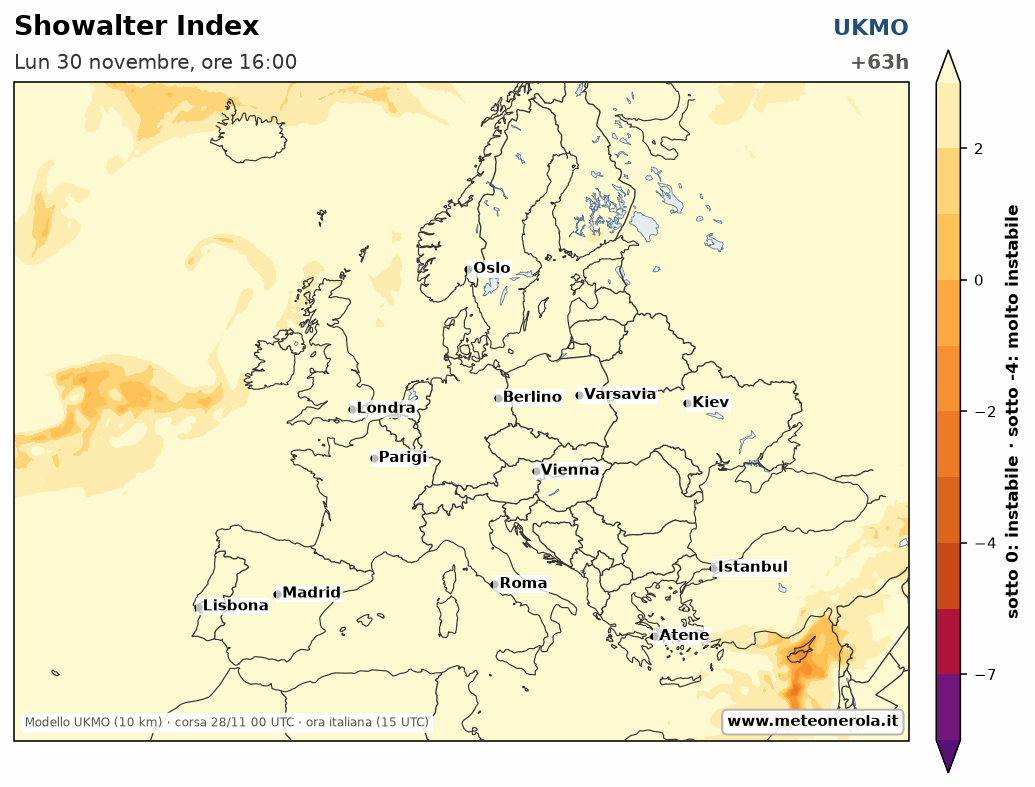 Showalter Index
UKMO
Lun 30 novembre, ore 16:00
+63h
Oslo
Berlino
Varsavia
Kiev
Londra
Parigi
Vienna
Istanbul
Roma
Madrid
Lisbona
Atene
Modello UKMO (10 km) · corsa 28/11 00 UTC · ora italiana (15 UTC)
www.meteonerola.it
2
0
−2
−4
−7
sotto 0: instabile · sotto -4: molto instabile